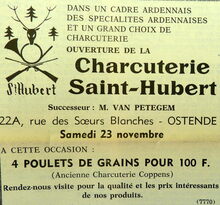 DANS UN CADRE ARDENNAIS
DES SPECIALITES ARDENNAISES
ET UN GRAND CHOIX DE
CHARCUTERIE
OUVERTURE DE LA
Charcuterie
Saint-Hubert
St Hubert
Successeur : M. VAN PETEGEM
22A, rue des Sœurs Blanches - OSTENDE
Samedi 23 novembre
A CETTE OCCASION :
4 POULETS DE GRAINS POUR 100 F.
(Ancienne Charcuterie Coppens)
Rendez-nous visite pour la qualité et les prix intéressants
de nos produits.
(7770)